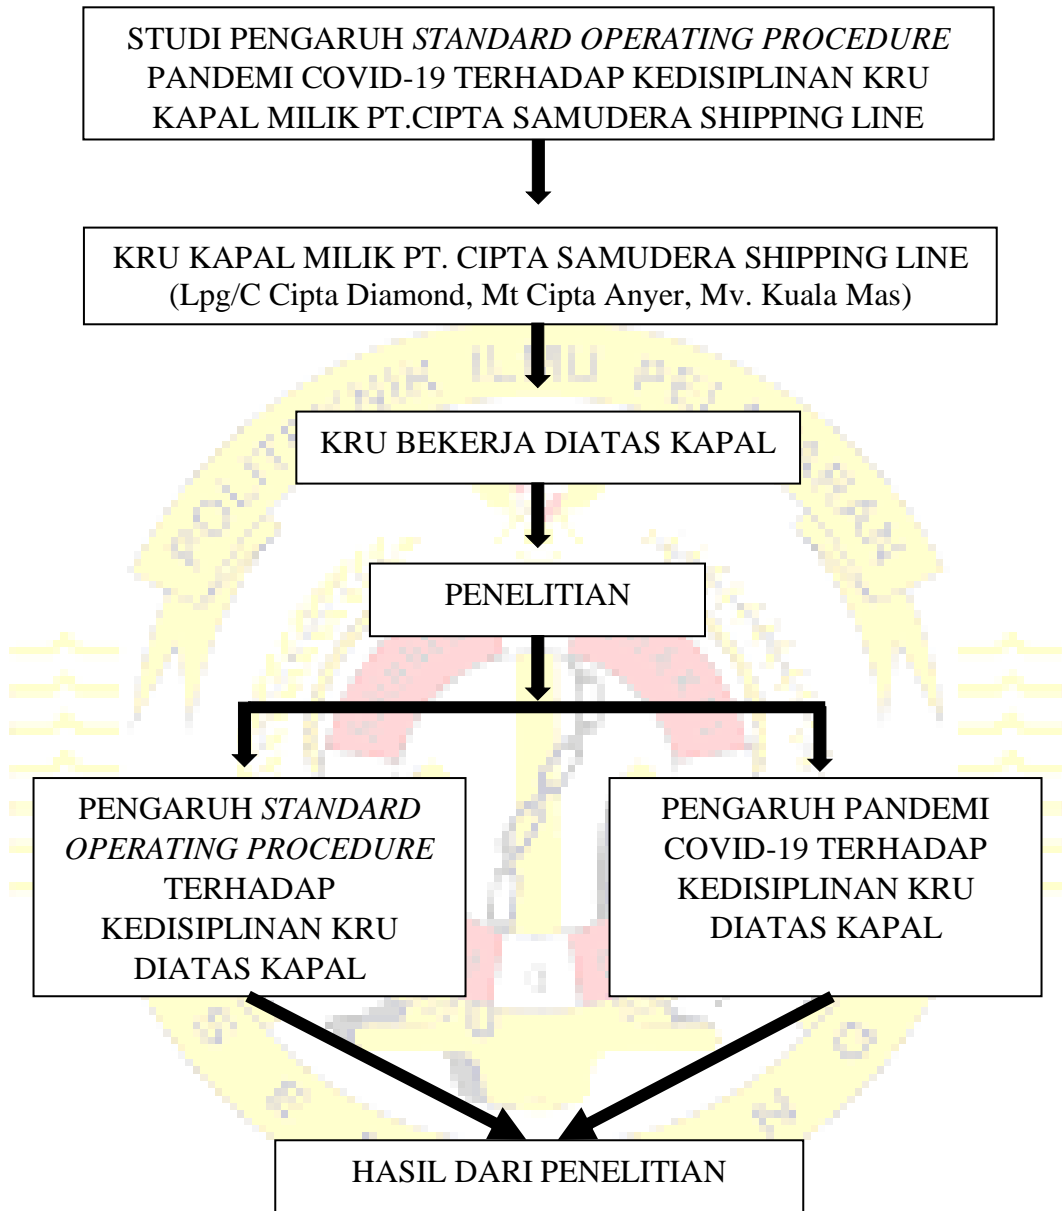 STUDI PENGARUH STANDARD OPERATING PROCEDURE
PANDEMI COVID-19 TERHADAP KEDISIPLINAN KRU
KAPAL MILIK PT.CIPTA SAMUDERA SHIPPING LINE
KRU KAPAL MILIK PT. CIPTA SAMUDERA SHIPPING LINE
(Lpg/C Cipta Diamond, Mt Cipta Anyer, Mv. Kuala Mas)
KRU BEKERJA DIATAS KAPAL
PENELITIAN
PENGARUH STANDARD
OPERATING PROCEDURE
TERHADAP
KEDISIPLINAN KRU
DIATAS KAPAL
PENGARUH PANDEMI
COVID-19 TERHADAP
KEDISIPLINAN KRU
DIATAS KAPAL
HASIL DARI PENELITIAN